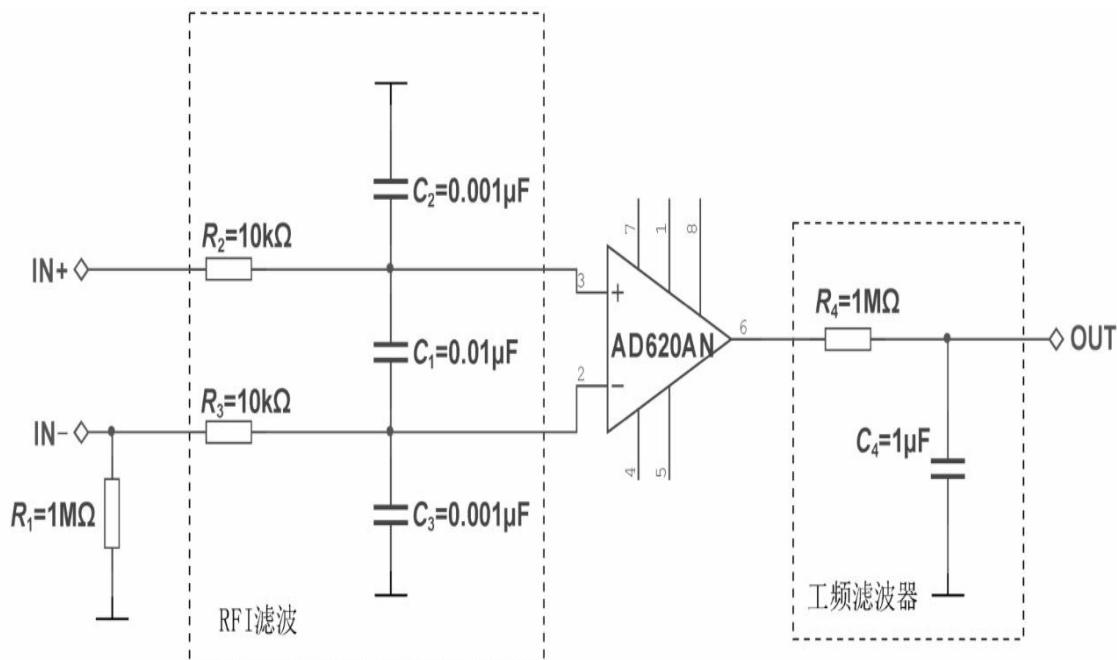 C₂=0.001μF
R₂=10kΩ
IN+
7
1
8
3
+
R₄=1MΩ
6
OUT
C₁=0.01μF
AD620AN
2
−
R₃=10kΩ
IN−
C₄=1μF
4
5
R₁=1MΩ
C₃=0.001μF
RFI滤波
工频滤波器